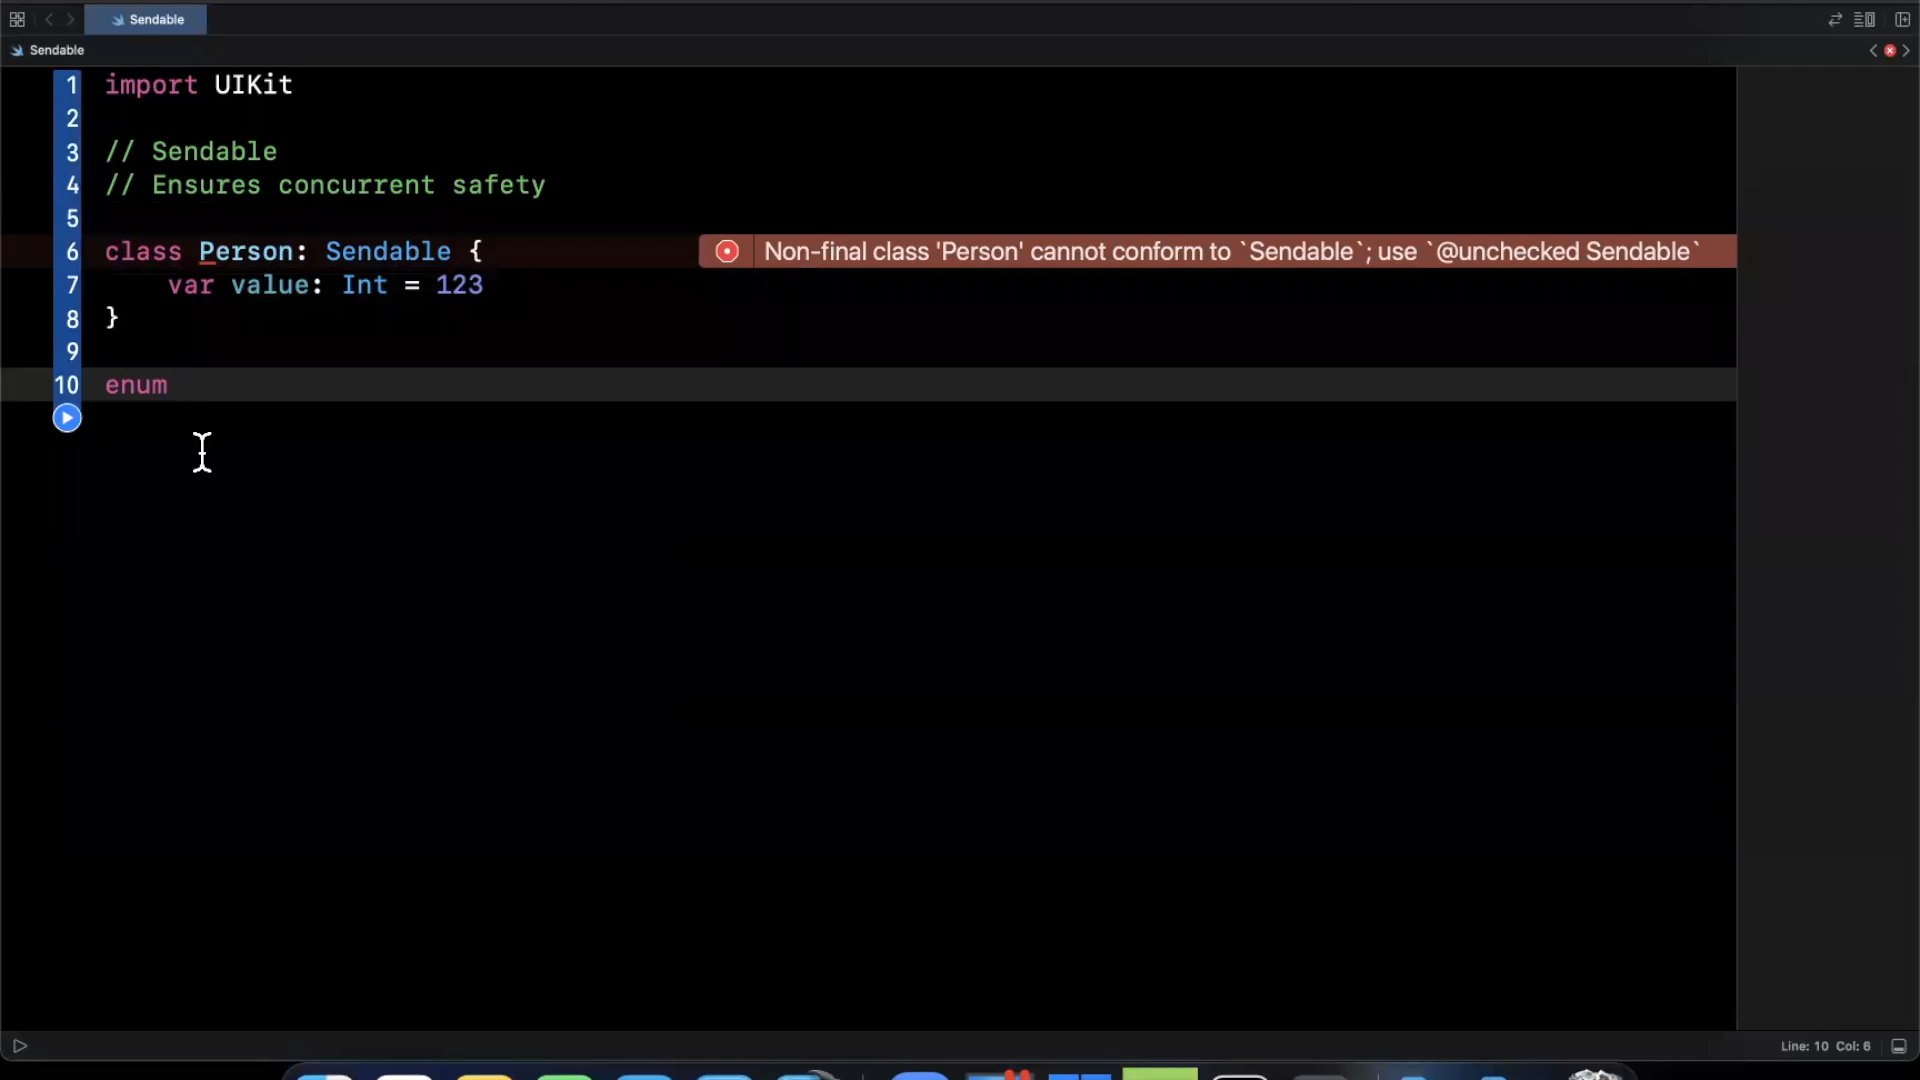 Sendable
Sendable
1 import UIKit
2
3 // Sendable
4 // Ensures concurrent safety
5
6 class Person: Sendable { Non-final class 'Person' cannot conform to `Sendable`; use `@unchecked Sendable`
7 var value: Int = 123
8 }
9
10 enum
Line: 10 Col: 6